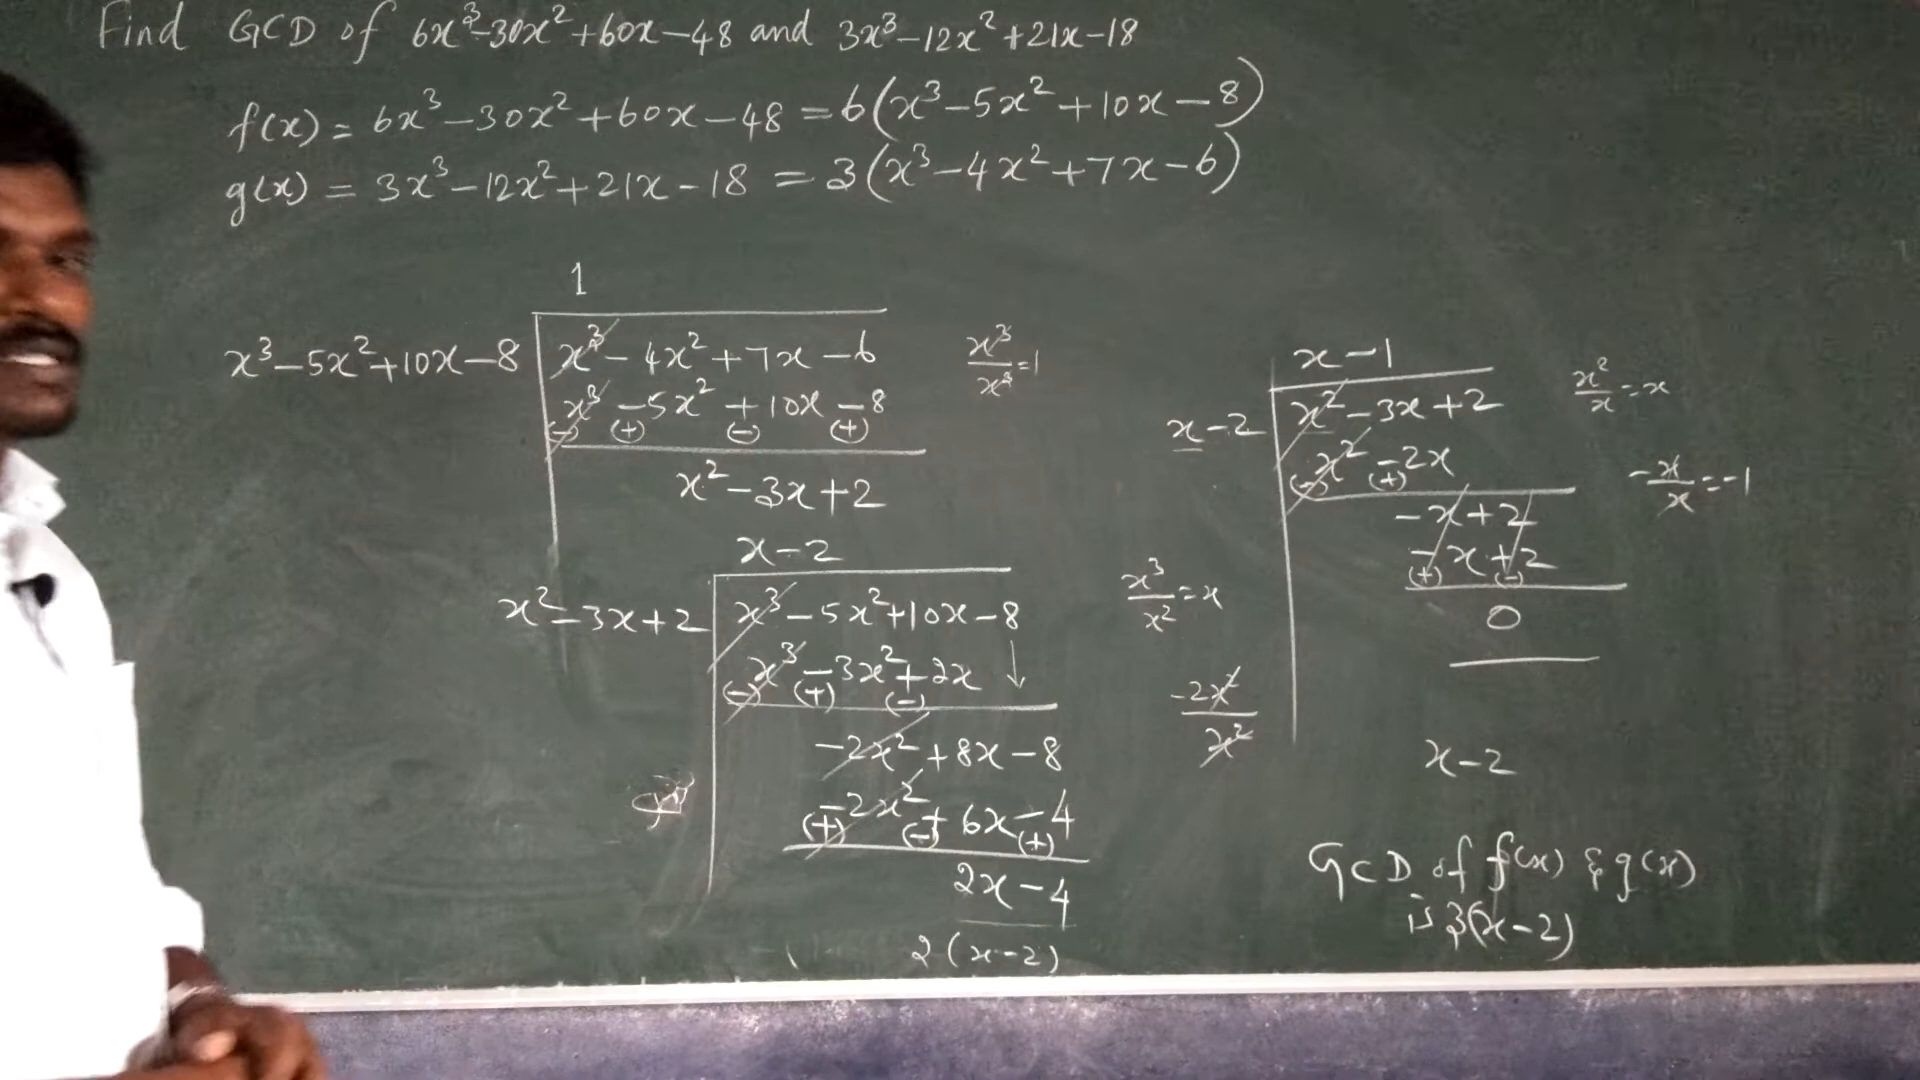 Find GCD of 6x³-30x²+60x-48 and 3x³-12x²+21x-18
f(x) = 6x³-30x²+60x-48 = 6(x³-5x²+10x-8)
g(x) = 3x³-12x²+21x-18 = 3(x³-4x²+7x-6)
1
x³-5x²+10x-8 | x³-4x²+7x-6
x³/x³ = 1
x³ -5x² +10x -8
(-) (+) (-) (+)
x²-3x+2
x-2
x²-3x+2 | x³-5x²+10x-8
x³/x² = x
x³-3x²+2x ↓
(-) (+) (-)
-2x²/x²
-2x²+8x-8
-2x²+6x-4
(+) (-) (+)
2x-4
2(x-2)
x-1
x-2 | x²-3x+2
x²/x = x
x² -2x
(-) (+)
-x/x = -1
-x+2
-x+2
(+) (-)
0
x-2
GCD of f(x) & g(x)
is 3(x-2)